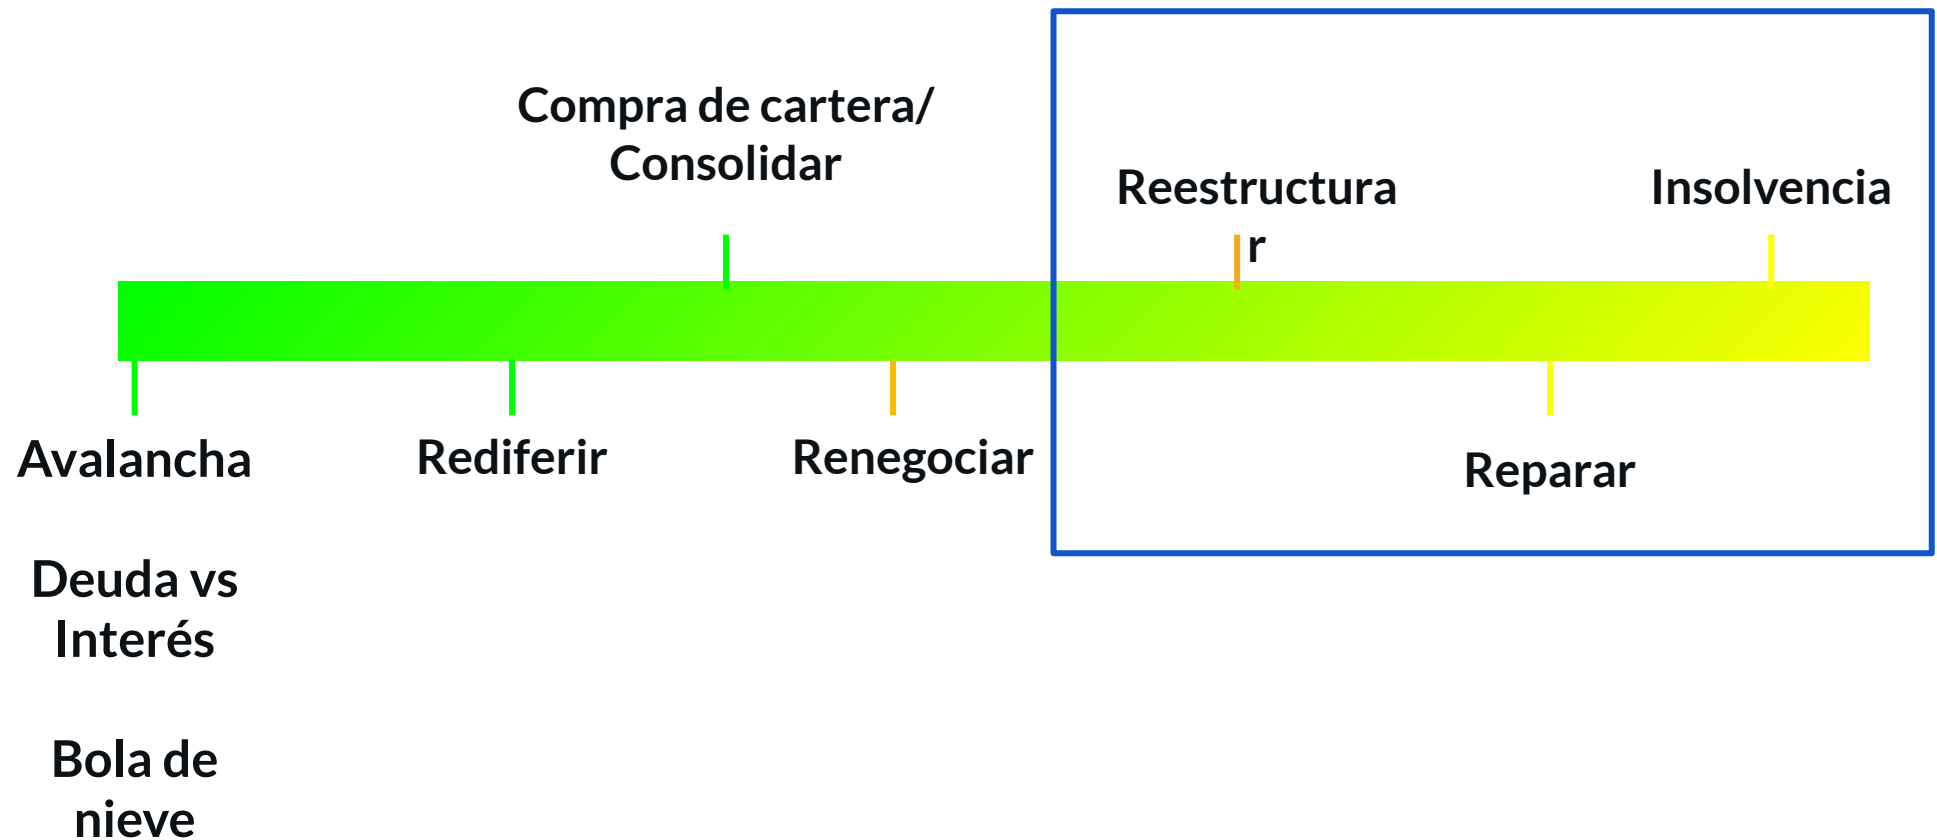 Compra de cartera/
Consolidar
Reestructura
r
Insolvencia
Avalancha
Rediferir
Renegociar
Reparar
Deuda vs
Interés
Bola de
nieve